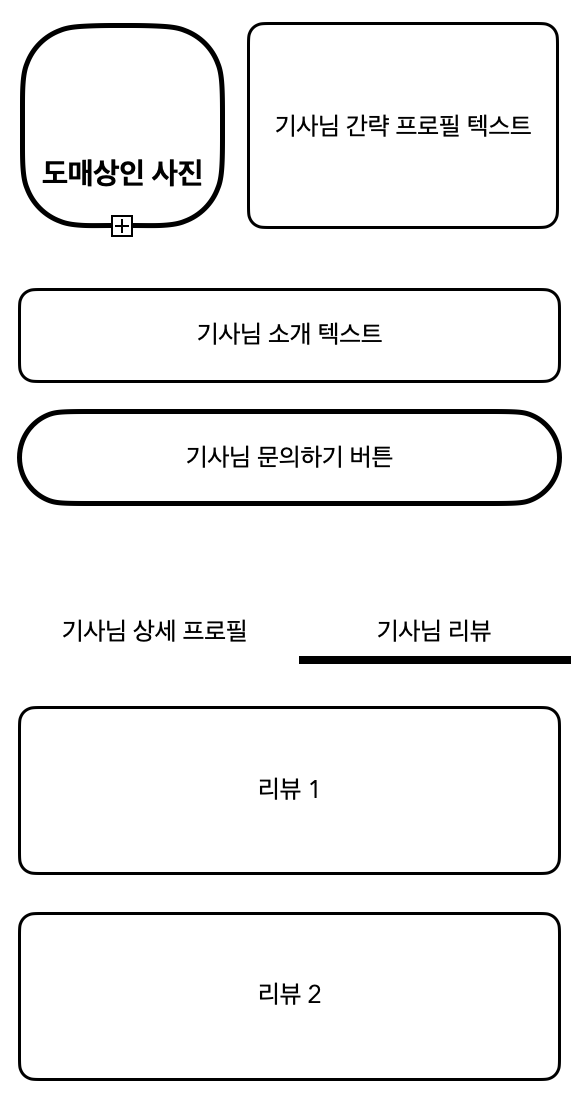 도매상인 사진
기사님 간략 프로필 텍스트
기사님 소개 텍스트
기사님 문의하기 버튼
기사님 상세 프로필
기사님 리뷰
리뷰 1
리뷰 2